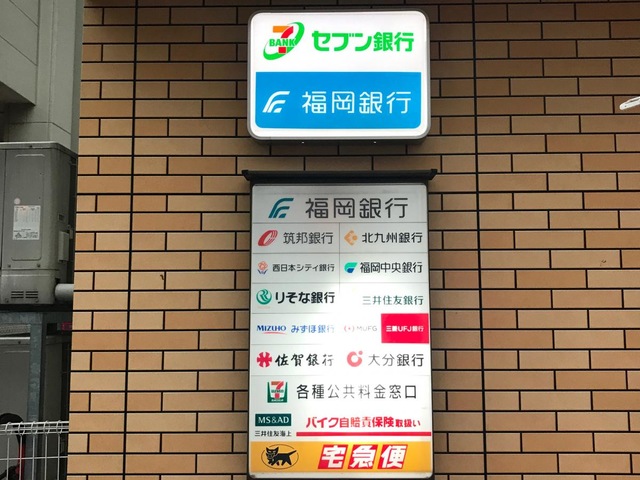 7 BANK セブン銀行
福岡銀行
福岡銀行
筑邦銀行 北九州銀行
西日本シティ銀行 福岡中央銀行
りそな銀行 三井住友銀行
MIZUHO みずほ銀行 MUFG 三菱UFJ銀行
佐賀銀行 大分銀行
各種公共料金窓口
MS&AD バイク自賠責保険取扱い
三井住友海上
宅急便